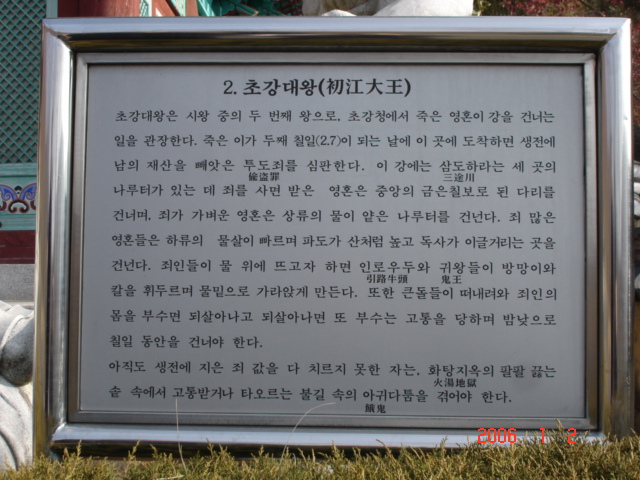 2. 초강대왕(初江大王)
초강대왕은 시왕 중의 두 번째 왕으로, 초강청에서 죽은 영혼이 강을 건너는
일을 관장한다. 죽은 이가 두째 칠일(2.7)이 되는 날에 이 곳에 도착하면 생전에
남의 재산을 빼앗은 투도죄를 심판한다. 이 강에는 삼도하라는 세 곳의
偸盜罪 三途川
나루터가 있는 데 죄를 사면 받은 영혼은 중앙의 금은칠보로 된 다리를
건너며, 죄가 가벼운 영혼은 상류의 물이 얕은 나루터를 건넌다. 죄 많은
영혼들은 하류의 물살이 빠르며 파도가 산처럼 높고 독사가 이글거리는 곳을
건넌다. 죄인들이 물 위에 뜨고자 하면 인로우두와 귀왕들이 방망이와
引路牛頭 鬼王
칼을 휘두르며 물밑으로 가라앉게 만든다. 또한 큰돌들이 떠내려와 죄인의
몸을 부수면 되살아나고 되살아나면 또 부수는 고통을 당하며 밤낮으로
칠일 동안을 건너야 한다.
아직도 생전에 지은 죄 값을 다 치르지 못한 자는, 화탕지옥의 팔팔 끓는
火湯地獄
솥 속에서 고통받거나 타오르는 불길 속의 아귀다툼을 겪어야 한다.
餓鬼
2006 1 2